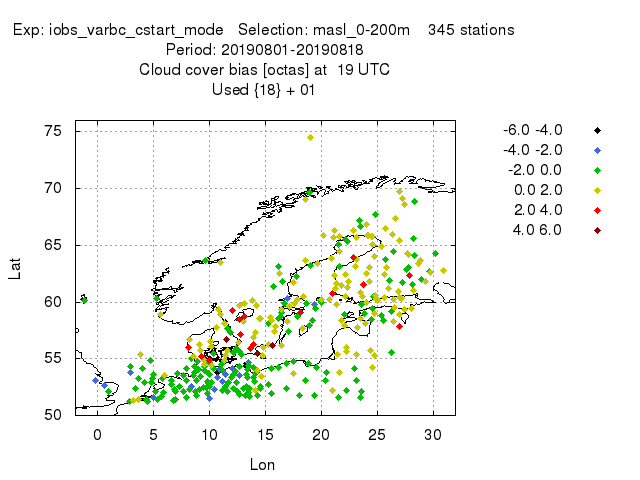 Exp: iobs_varbc_cstart_mode   Selection: masl_0-200m    345 stations
Period: 20190801-20190818
Cloud cover bias [octas] at  19 UTC
Used {18} + 01
-6.0 -4.0
-4.0 -2.0
-2.0 0.0
0.0 2.0
2.0 4.0
4.0 6.0
75
70
65
60
55
50
Lat
0 5 10 15 20 25 30
Lon